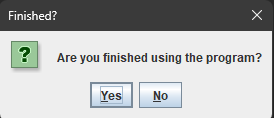 Finished?
Are you finished using the program?
Yes No